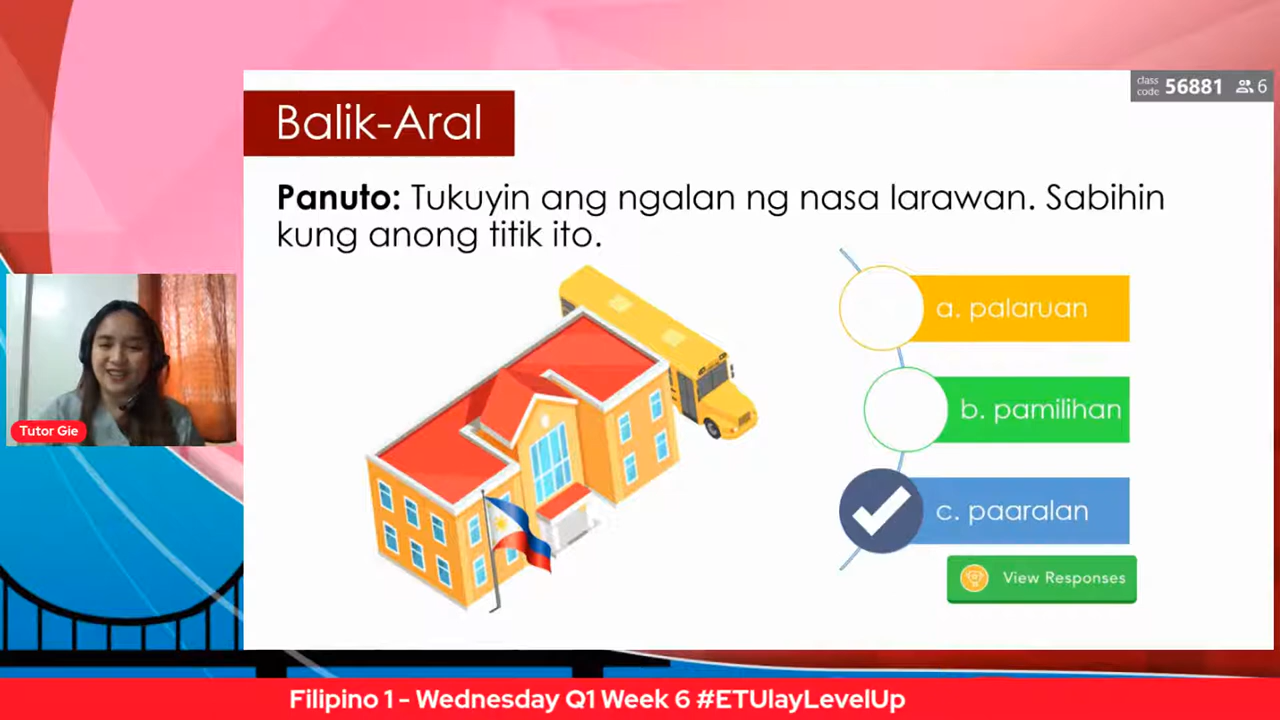 class code 56881 6
Balik-Aral
Panuto: Tukuyin ang ngalan ng nasa larawan. Sabihin
kung anong titik ito.
a. palaruan
b. pamilihan
c. paaralan
View Responses
Tutor Gie
Filipino 1 - Wednesday Q1 Week 6 #ETUlayLevelUp